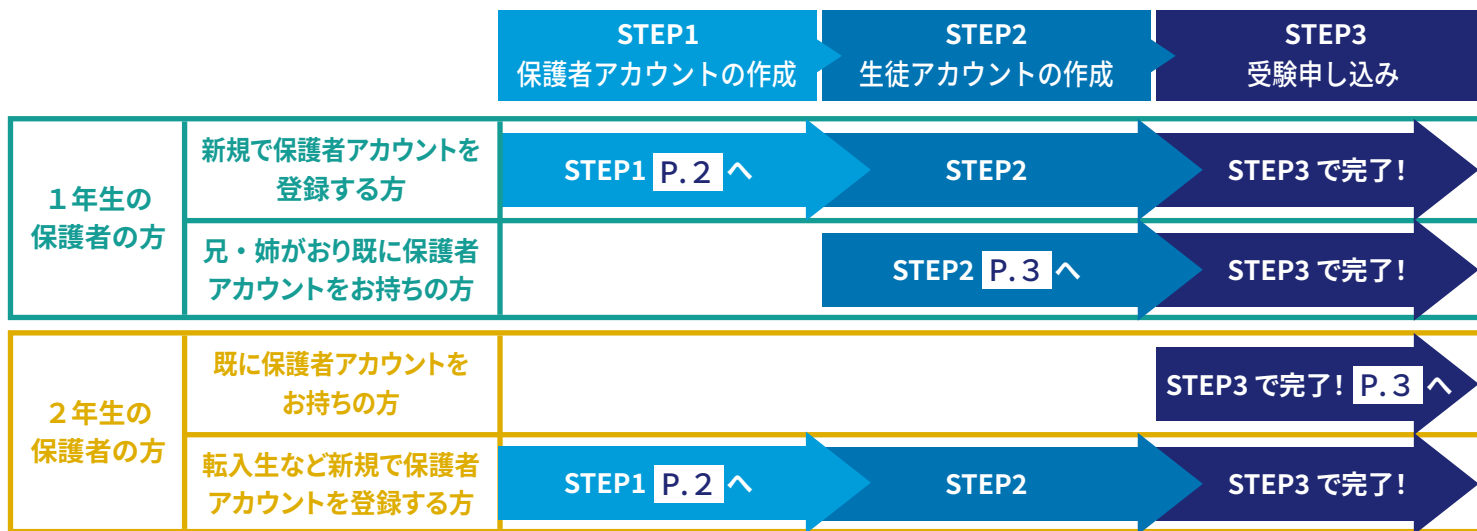 STEP1
保護者アカウントの作成
STEP2
生徒アカウントの作成
STEP3
受験申し込み
１年生の
保護者の方
新規で保護者アカウントを
登録する方
STEP1 P.２ へ
STEP2
STEP3 で完了！
兄・姉がおり既に保護者
アカウントをお持ちの方
STEP2 P.３ へ
STEP3 で完了！
２年生の
保護者の方
既に保護者アカウントを
お持ちの方
STEP3 で完了！ P.３ へ
転入生など新規で保護者
アカウントを登録する方
STEP1 P.２ へ
STEP2
STEP3 で完了！